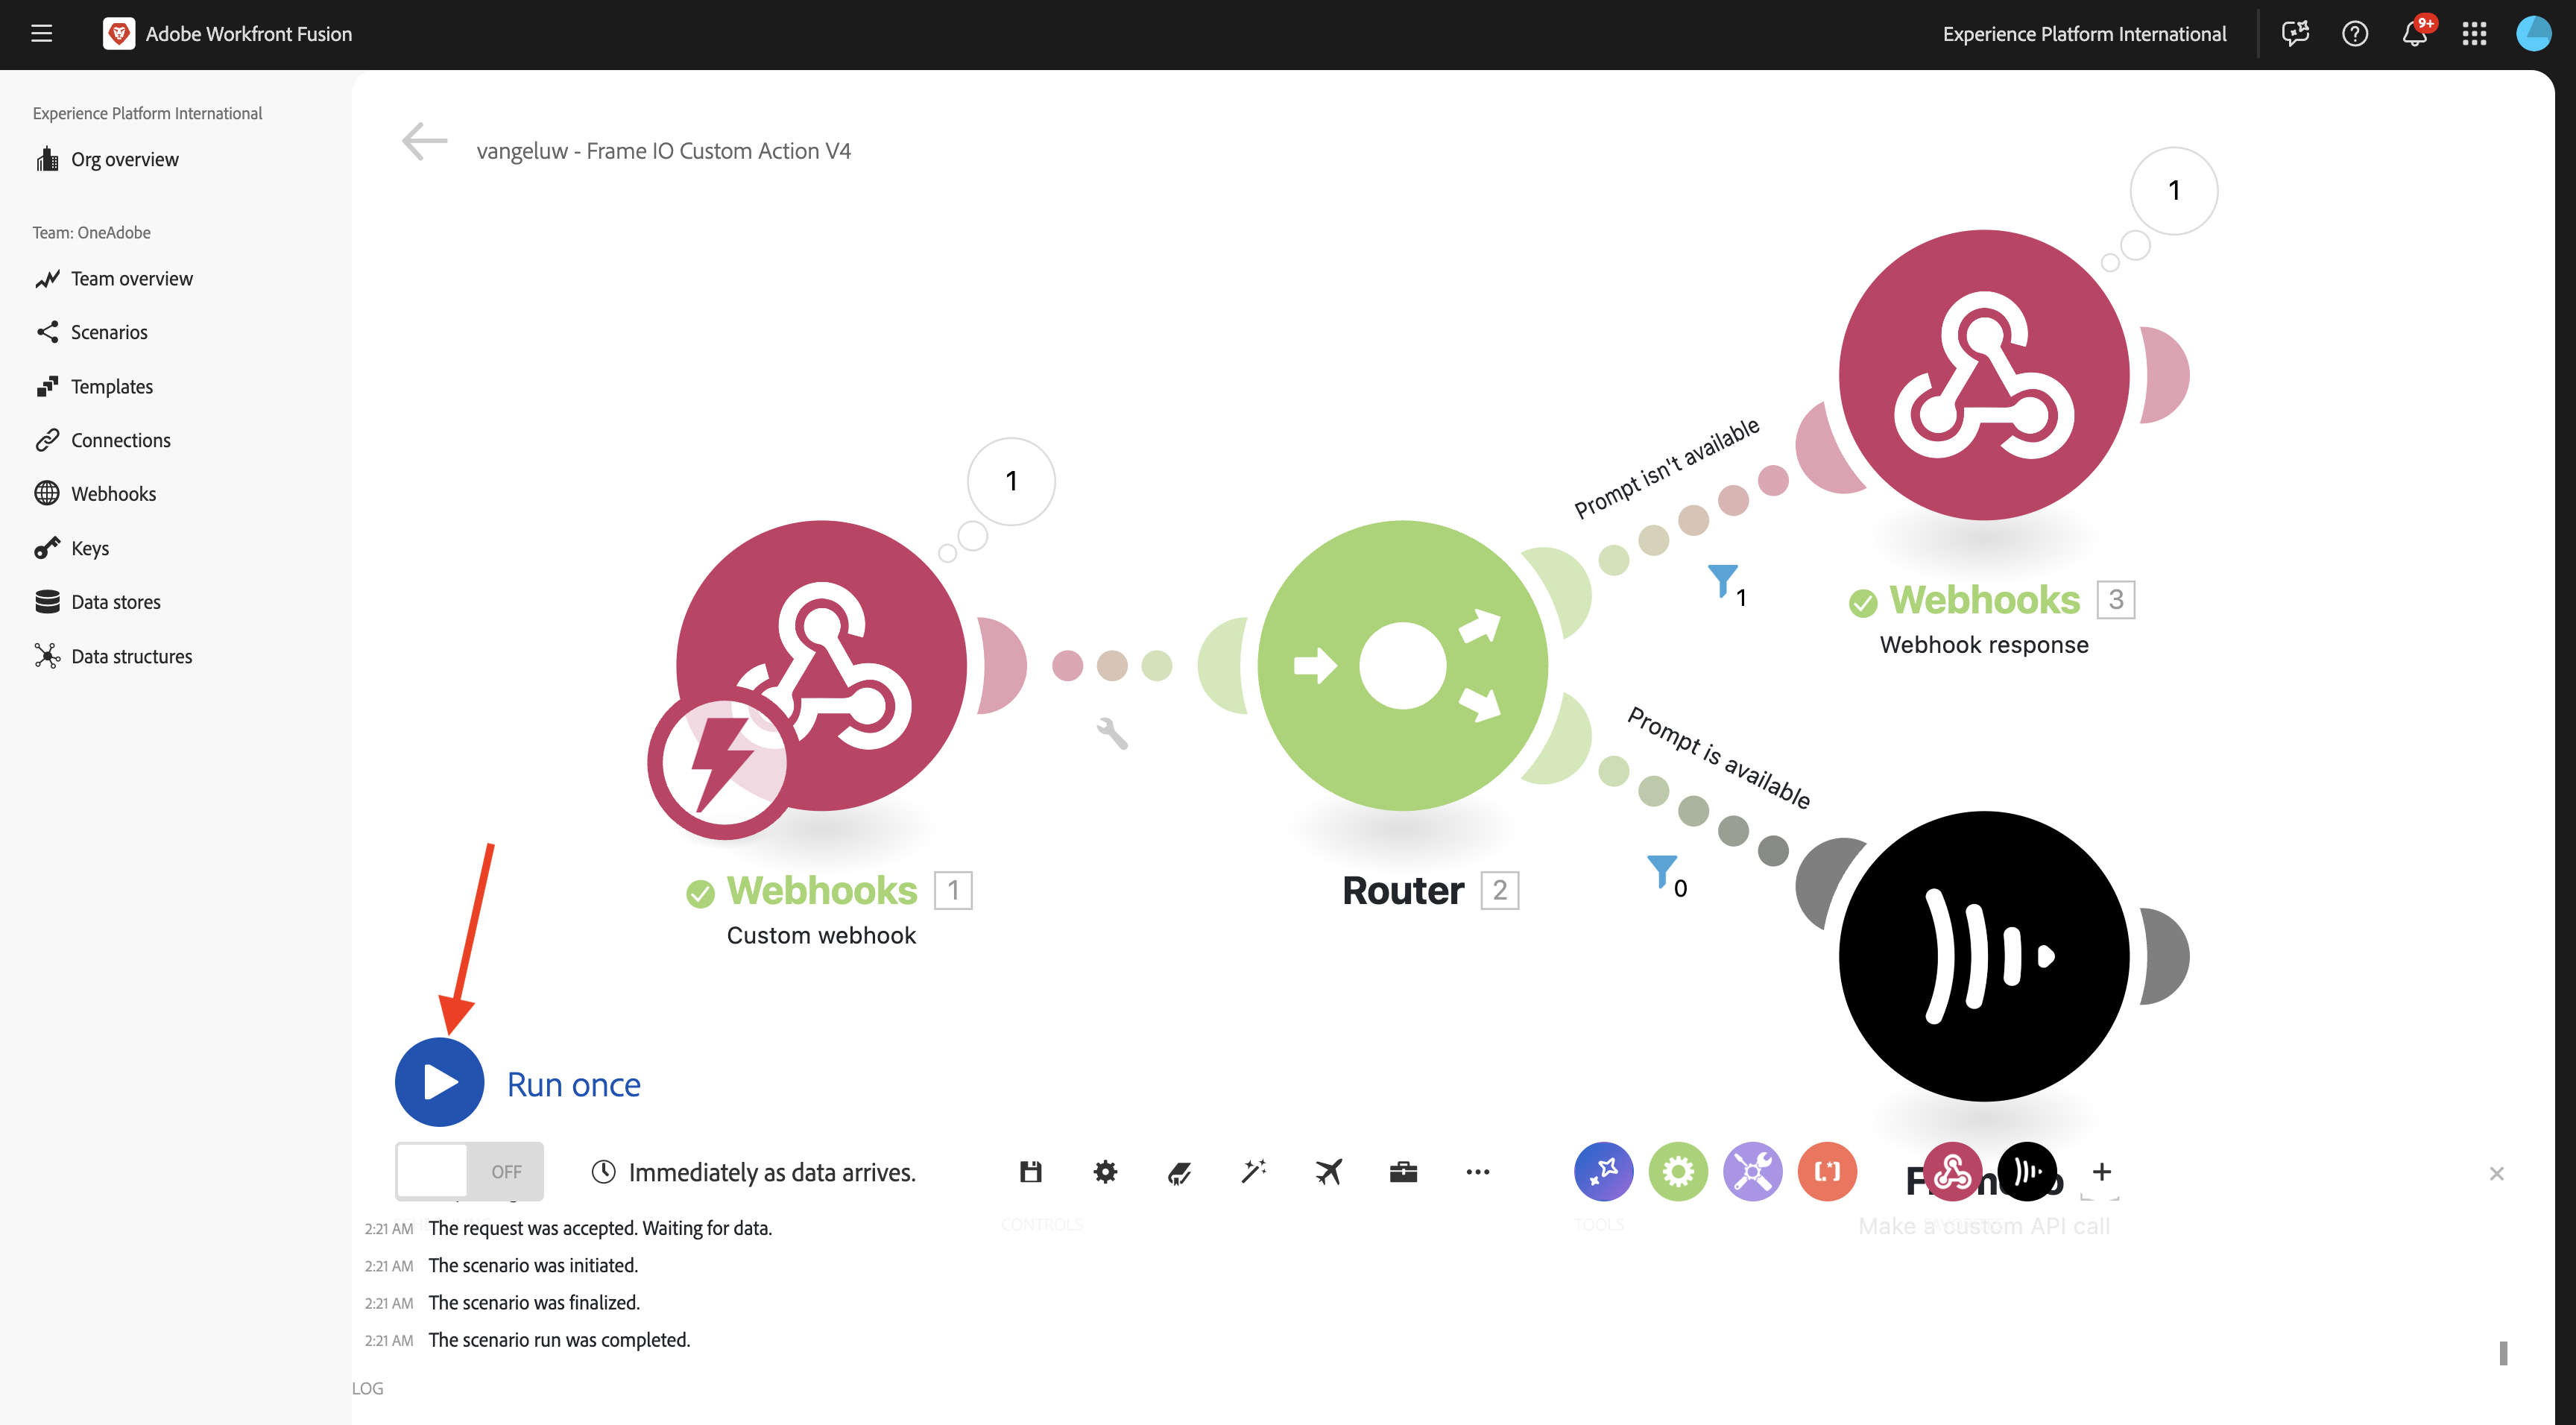 Adobe Workfront Fusion
Experience Platform International
9+
Experience Platform International
Org overview
Team: OneAdobe
Team overview
Scenarios
Templates
Connections
Webhooks
Keys
Data stores
Data structures
vangeluw - Frame IO Custom Action V4
1
1
Prompt isn't available
1
Webhooks 3
Webhook response
Prompt is available
0
Webhooks 1
Custom webhook
Router 2
Run once
OFF
Immediately as data arrives.
CONTROLS
TOOLS
Make a custom API call
2:21 AM The request was accepted. Waiting for data.
2:21 AM The scenario was initiated.
2:21 AM The scenario was finalized.
2:21 AM The scenario run was completed.
LOG